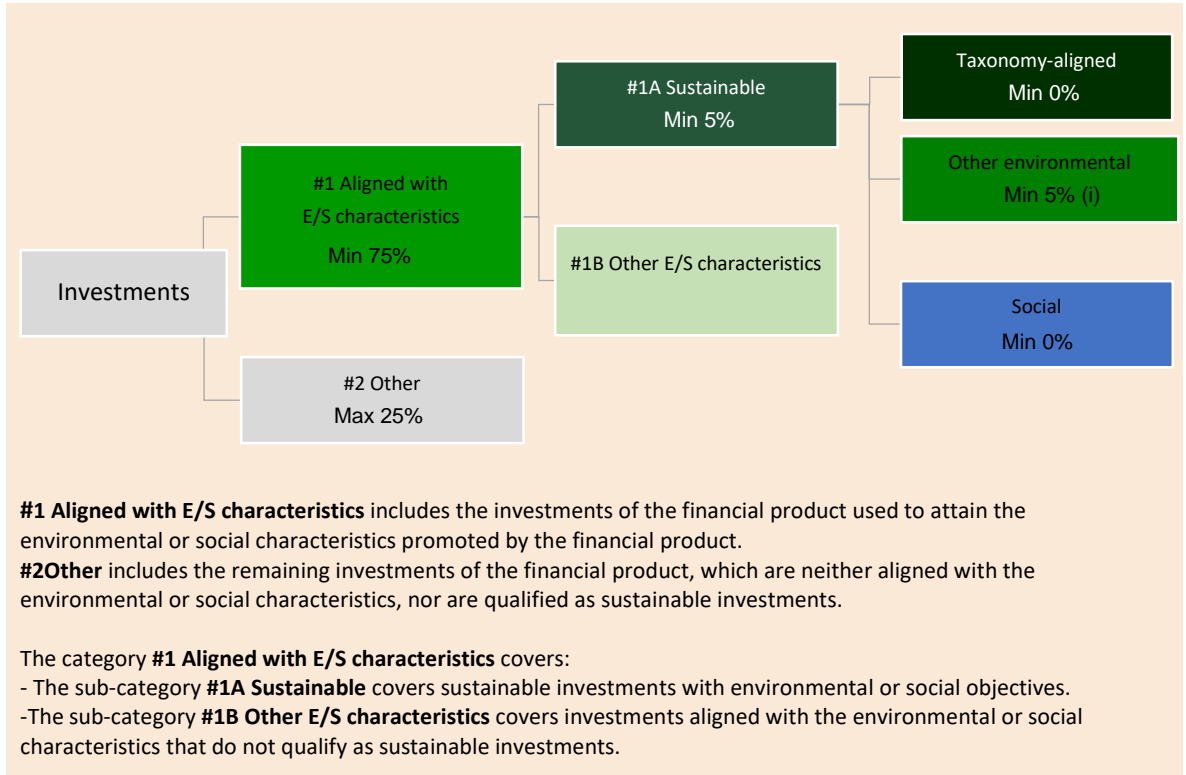 Investments
#1 Aligned with
E/S characteristics
Min 75%
#2 Other
Max 25%
#1A Sustainable
Min 5%
#1B Other E/S characteristics
Taxonomy-aligned
Min 0%
Other environmental
Min 5% (i)
Social
Min 0%
#1 Aligned with E/S characteristics includes the investments of the financial product used to attain the
environmental or social characteristics promoted by the financial product.
#2Other includes the remaining investments of the financial product, which are neither aligned with the
environmental or social characteristics, nor are qualified as sustainable investments.
The category #1 Aligned with E/S characteristics covers:
- The sub-category #1A Sustainable covers sustainable investments with environmental or social objectives.
-The sub-category #1B Other E/S characteristics covers investments aligned with the environmental or social
characteristics that do not qualify as sustainable investments.